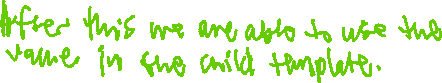 After this we are able to use the
value in the child template.